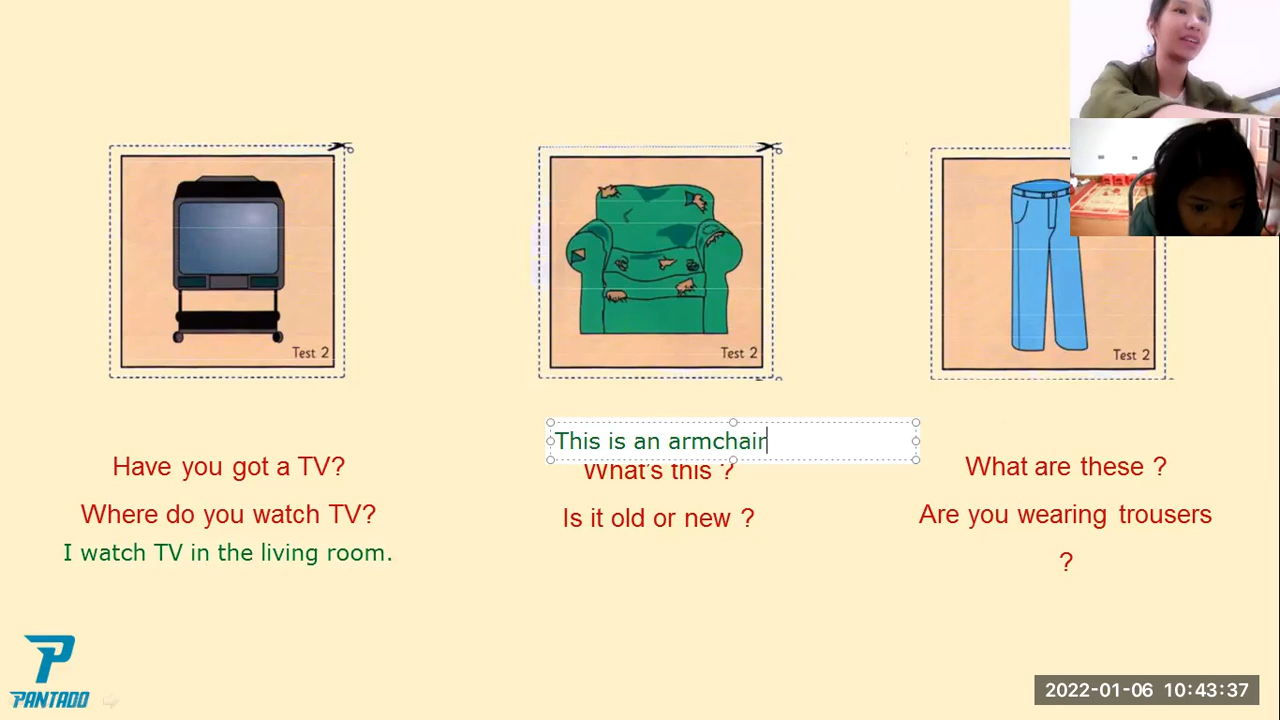 Test 2
Test 2
Test 2
This is an armchair
Have you got a TV?
What's this ?
What are these ?
Where do you watch TV?
Is it old or new ?
Are you wearing trousers
?
I watch TV in the living room.
PANTADO
2022-01-06 10:43:37